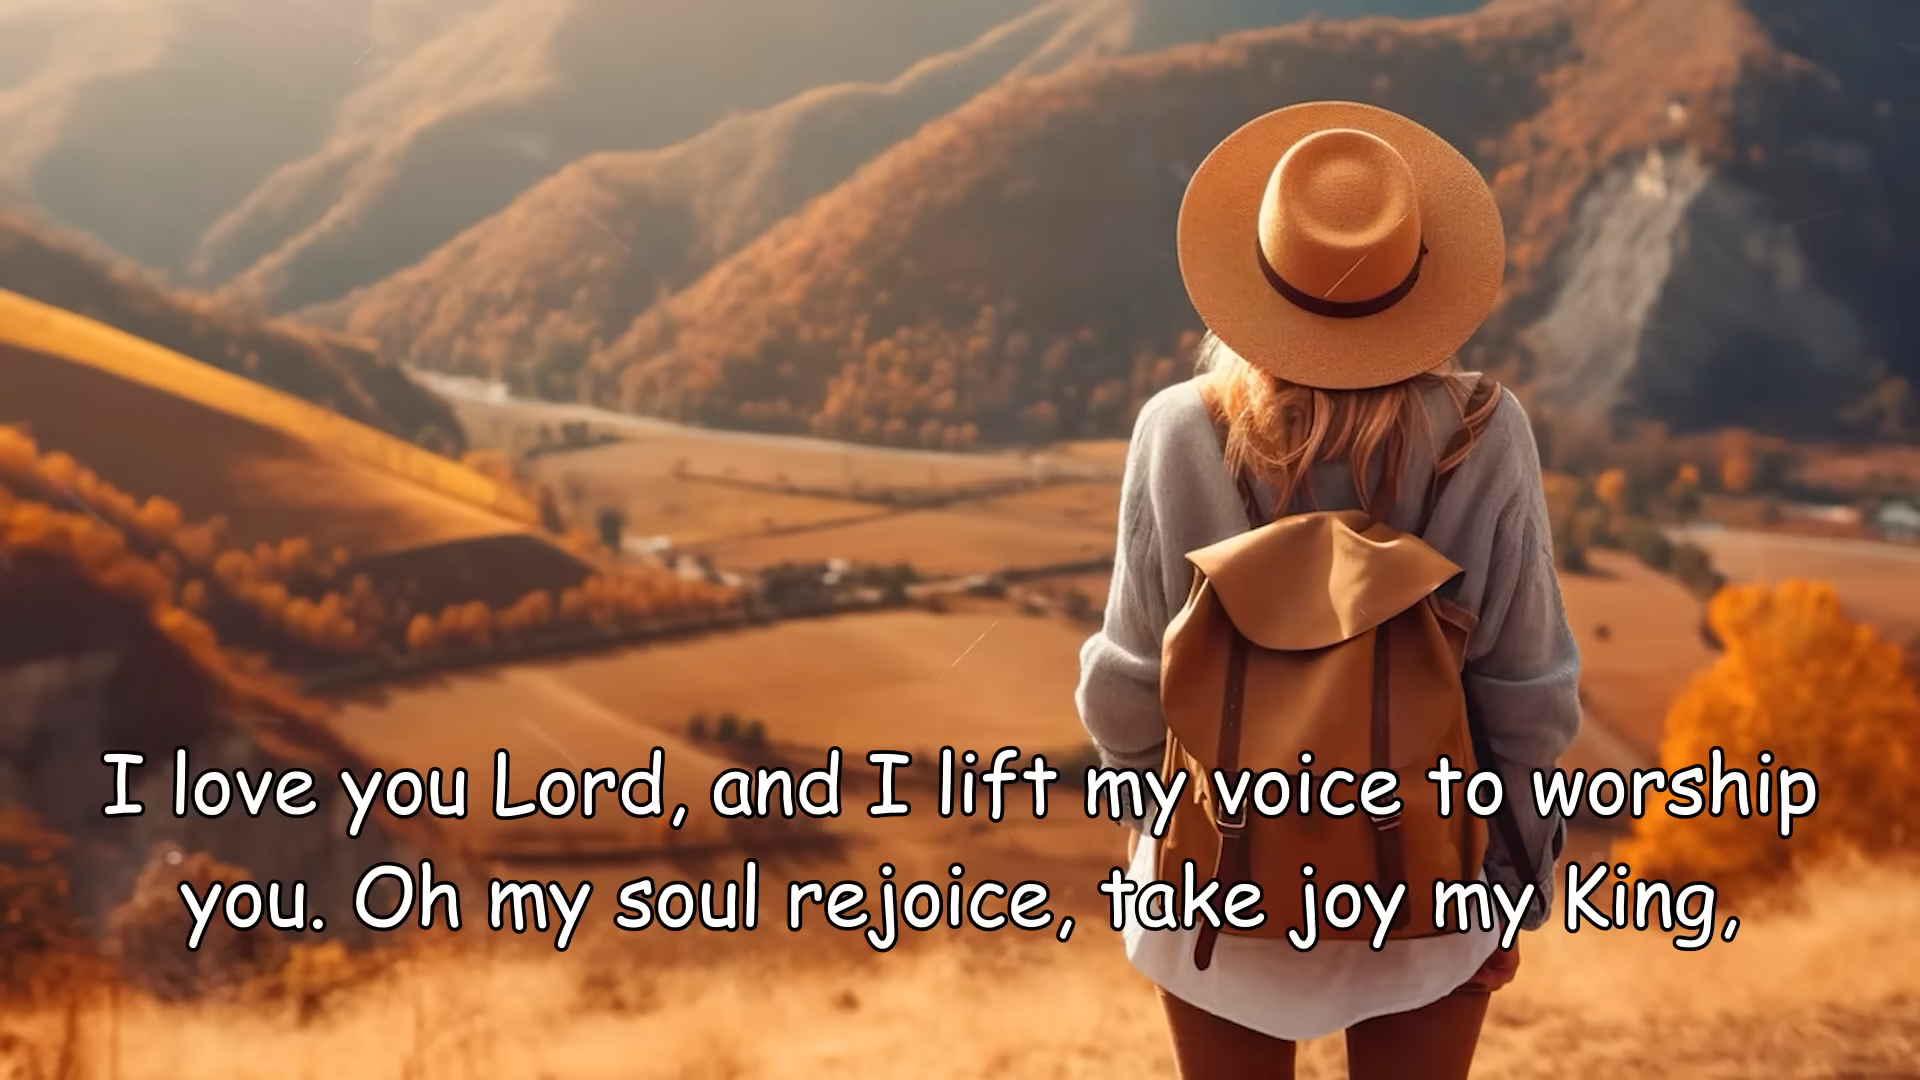 I love you Lord, and I lift my voice to worship
you. Oh my soul rejoice, take joy my King,